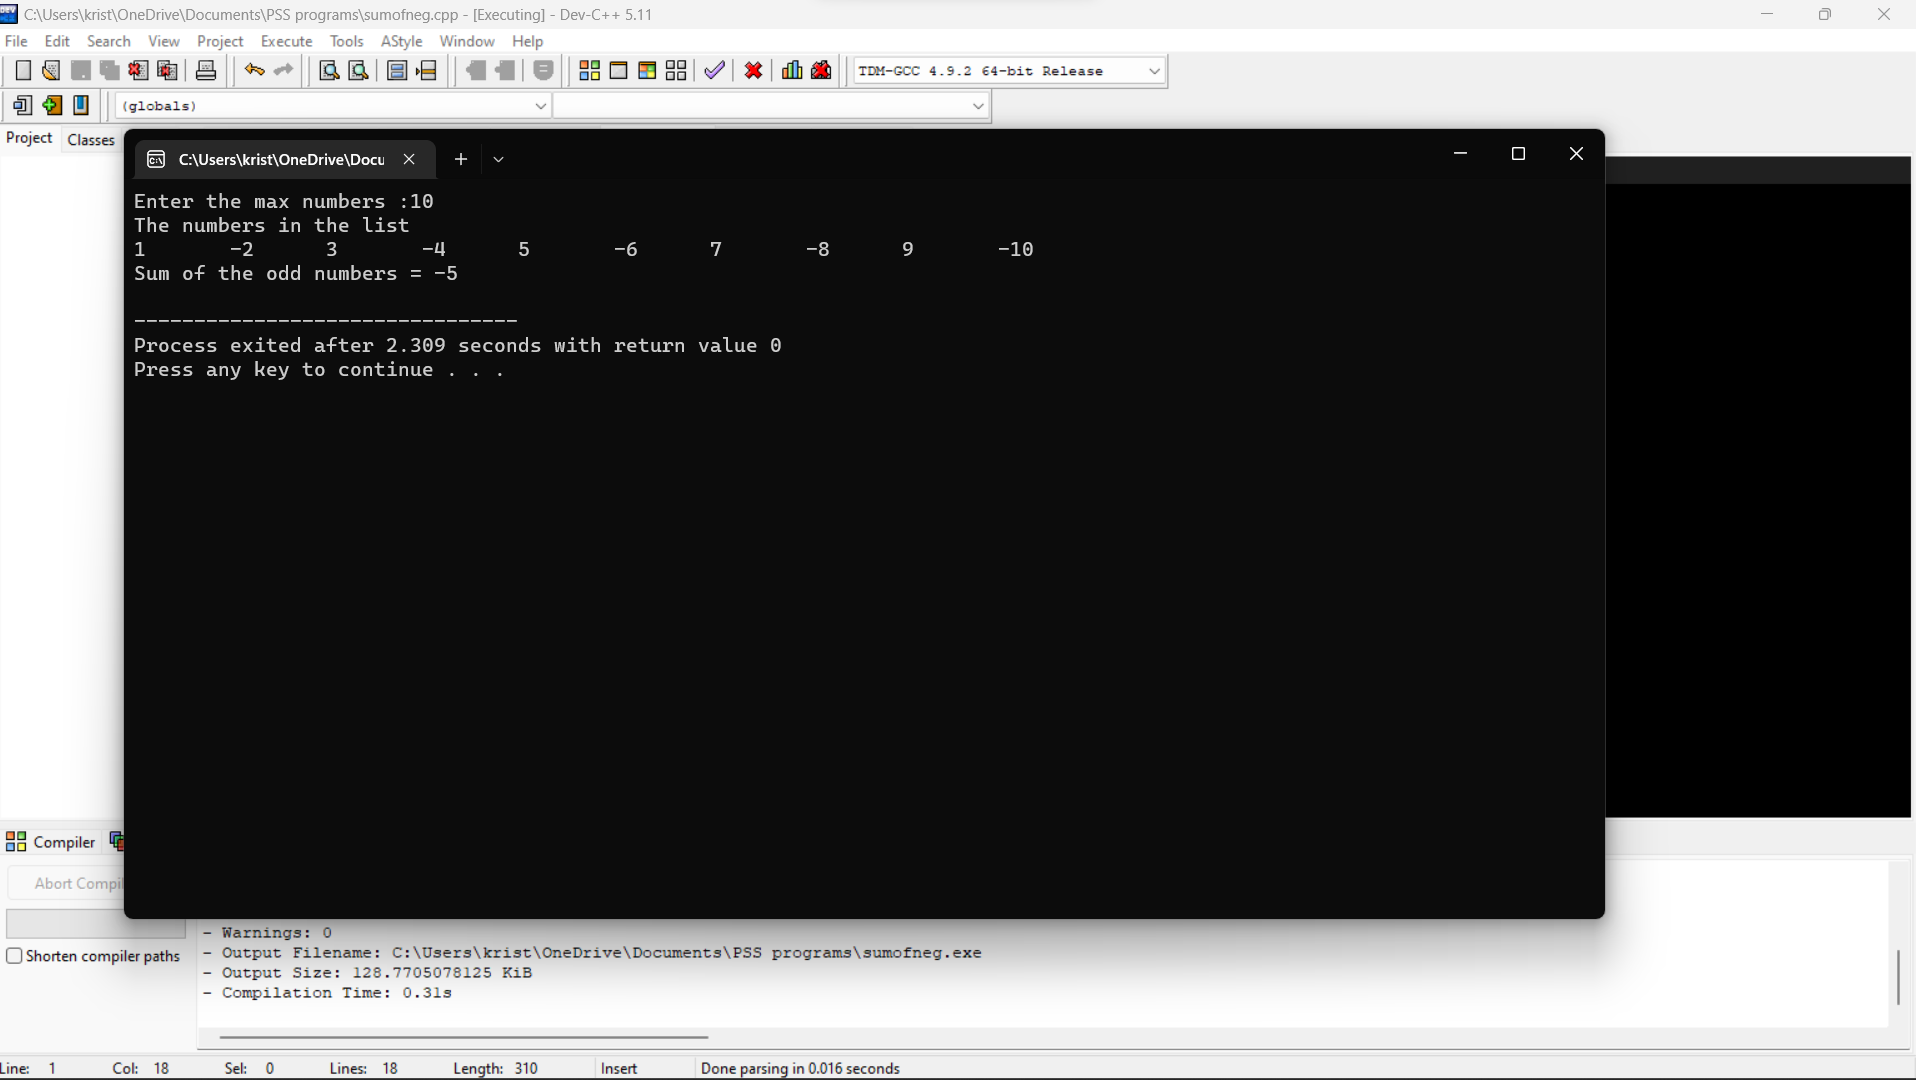 C:\Users\krist\OneDrive\Documents\PSS programs\sumofneg.cpp - [Executing] - Dev-C++ 5.11
File Edit Search View Project Execute Tools AStyle Window Help
TDM-GCC 4.9.2 64-bit Release
(globals)
Project Classes
C:\Users\krist\OneDrive\Docu
Enter the max numbers :10
The numbers in the list
1 -2 3 -4 5 -6 7 -8 9 -10
Sum of the odd numbers = -5
--------------------------------
Process exited after 2.309 seconds with return value 0
Press any key to continue . . .
Compiler
Abort Compil
- Warnings: 0
Shorten compiler paths
- Output Filename: C:\Users\krist\OneDrive\Documents\PSS programs\sumofneg.exe
- Output Size: 128.7705078125 KiB
- Compilation Time: 0.31s
Line: 1 Col: 18 Sel: 0 Lines: 18 Length: 310 Insert Done parsing in 0.016 seconds